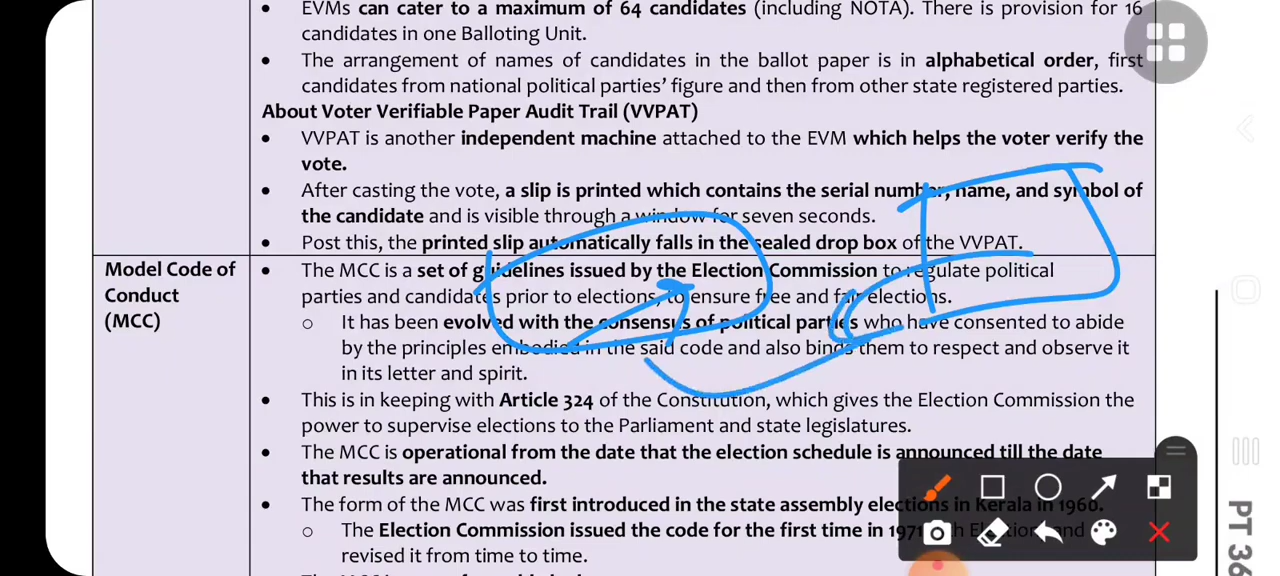 EVMs can cater to a maximum of 64 candidates (including NOTA). There is provision for 16
candidates in one Balloting Unit.
• The arrangement of names of candidates in the ballot paper is in alphabetical order, first
candidates from national political parties' figure and then from other state registered parties.
About Voter Verifiable Paper Audit Trail (VVPAT)
• VVPAT is another independent machine attached to the EVM which helps the voter verify the
vote.
• After casting the vote, a slip is printed which contains the serial number, name, and symbol of
the candidate and is visible through a window for seven seconds.
• Post this, the printed slip automatically falls in the sealed drop box of the VVPAT.
Model Code of
Conduct
(MCC)
• The MCC is a set of guidelines issued by the Election Commission to regulate political
parties and candidates prior to elections, to ensure free and fair elections.
o It has been evolved with the consensus of political parties who have consented to abide
by the principles embodied in the said code and also binds them to respect and observe it
in its letter and spirit.
• This is in keeping with Article 324 of the Constitution, which gives the Election Commission the
power to supervise elections to the Parliament and state legislatures.
• The MCC is operational from the date that the election schedule is announced till the date
that results are announced.
• The form of the MCC was first introduced in the state assembly elections in Kerala in 1960.
o The Election Commission issued the code for the first time in 1971
revised it from time to time.
PT 36